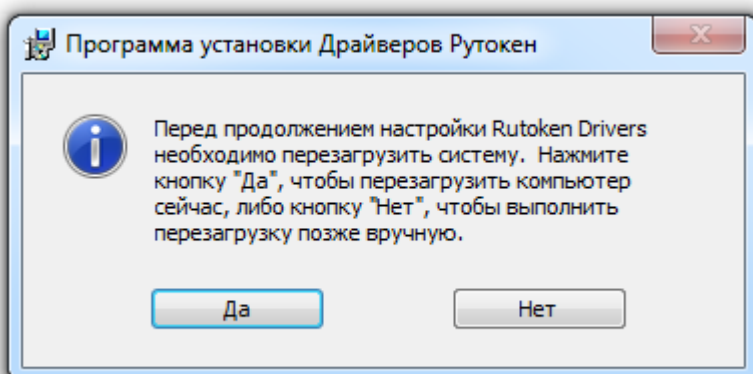 Программа установки Драйверов Рутокен
Перед продолжением настройки Rutoken Drivers
необходимо перезагрузить систему.  Нажмите
кнопку "Да", чтобы перезагрузить компьютер
сейчас, либо кнопку "Нет", чтобы выполнить
перезагрузку позже вручную.
Да
Нет